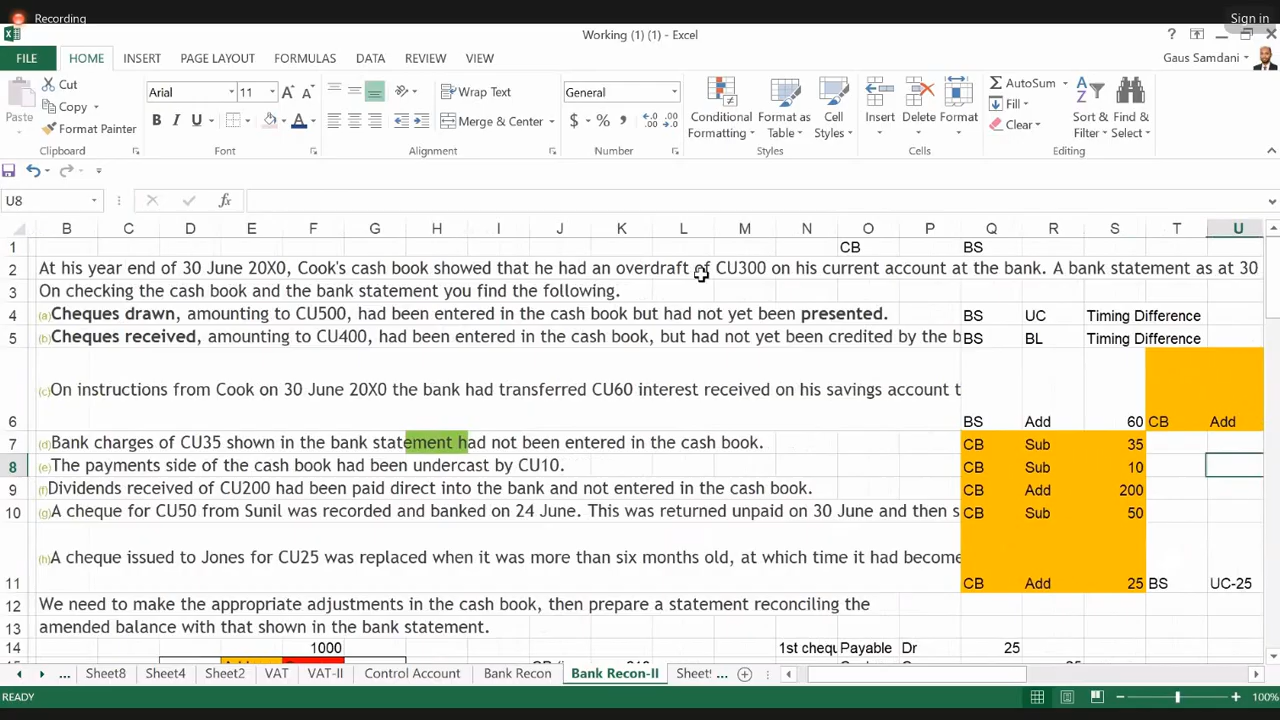 Recording
Sign in
Working (1) (1) - Excel
FILE HOME INSERT PAGE LAYOUT FORMULAS DATA REVIEW VIEW Gaus Samdani
Cut
Copy
Format Painter
Paste
Arial 11
B I U
Wrap Text
Merge & Center
General
$ % ,
Conditional Formatting
Format as Table
Cell Styles
Insert Delete Format
AutoSum
Fill
Clear
Sort & Filter
Find & Select
Clipboard Font Alignment Number Styles Cells Editing
U8 fx
B C D E F G H I J K L M N O P Q R S T U
1 CB BS
2 At his year end of 30 June 20X0, Cook's cash book showed that he had an overdraft of CU300 on his current account at the bank. A bank statement as at 30
3 On checking the cash book and the bank statement you find the following.
4 (a)Cheques drawn, amounting to CU500, had been entered in the cash book but had not yet been presented. BS UC Timing Difference
5 (b)Cheques received, amounting to CU400, had been entered in the cash book, but had not yet been credited by the b BS BL Timing Difference
(c)On instructions from Cook on 30 June 20X0 the bank had transferred CU60 interest received on his savings account t
6 BS Add 60 CB Add
7 (d)Bank charges of CU35 shown in the bank statement had not been entered in the cash book. CB Sub 35
8 (e)The payments side of the cash book had been undercast by CU10. CB Sub 10
9 (f)Dividends received of CU200 had been paid direct into the bank and not entered in the cash book. CB Add 200
10 (g)A cheque for CU50 from Sunil was recorded and banked on 24 June. This was returned unpaid on 30 June and then s CB Sub 50
(h)A cheque issued to Jones for CU25 was replaced when it was more than six months old, at which time it had become
11 CB Add 25 BS UC-25
12 We need to make the appropriate adjustments in the cash book, then prepare a statement reconciling the
13 amended balance with that shown in the bank statement.
14 1000 1st chequ Payable Dr 25
... Sheet8 Sheet4 Sheet2 VAT VAT-II Control Account Bank Recon Bank Recon-II Sheet ...
READY 100%